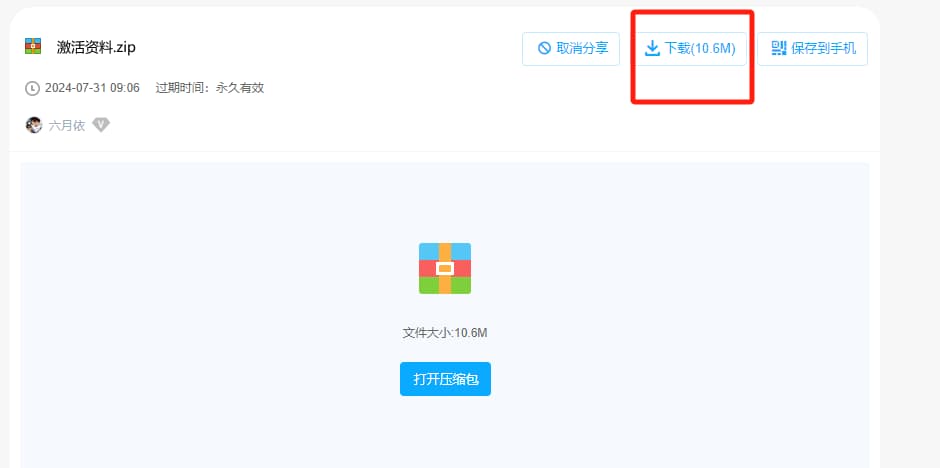 激活资料.zip
取消分享
下载(10.6M)
保存到手机
2024-07-31 09:06 过期时间：永久有效
六月依 V
文件大小:10.6M
打开压缩包